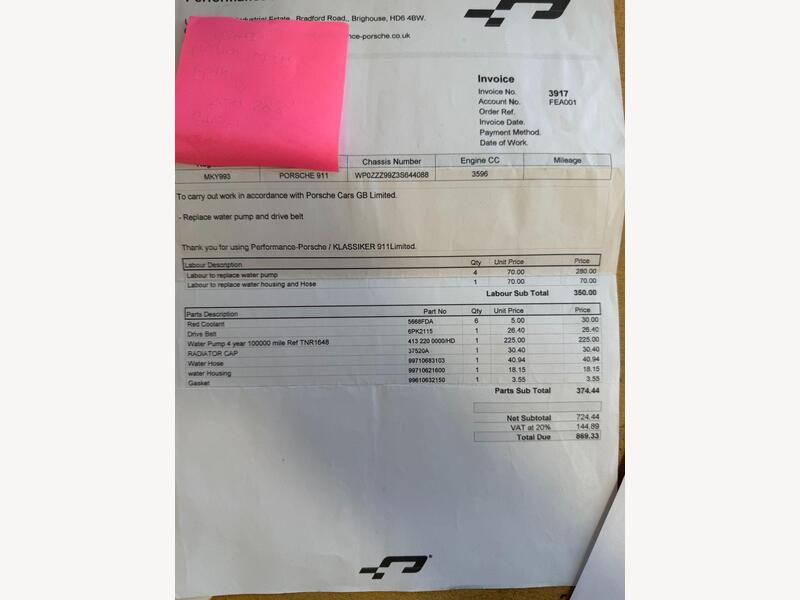 Industrial Estate, Bradford Road,, Brighouse, HD6 4BW.
nce-porsche.co.uk
Invoice
Invoice No. 3917
Account No. FEA001
Order Ref.
Invoice Date.
Payment Method.
Date of Work.
Chassis Number Engine CC Mileage
MKY993 PORSCHE 911 WP0ZZZ99Z3S644088 3596
To carry out work in accordance with Porsche Cars GB Limited.
- Replace water pump and drive belt
Thank you for using Performance-Porsche / KLASSIKER 911Limited.
Labour Description Qty Unit Price Price
Labour to replace water pump 4 70.00 280.00
Labour to replace water housing and Hose 1 70.00 70.00
Labour Sub Total 350.00
Parts Description Part No Qty Unit Price Price
Red Coolant 5668FDA 6 5.00 30.00
Drive Belt 6PK2115 1 26.40 26.40
Water Pump 4 year 100000 mile Ref TNR1648 413 220 0000/HD 1 225.00 225.00
RADIATOR CAP 37520A 1 30.40 30.40
Water Hose 99710683103 1 40.94 40.94
water Housing 99710621600 1 18.15 18.15
Gasket 99610632150 1 3.55 3.55
Parts Sub Total 374.44
Net Subtotal 724.44
VAT at 20% 144.89
Total Due 869.33